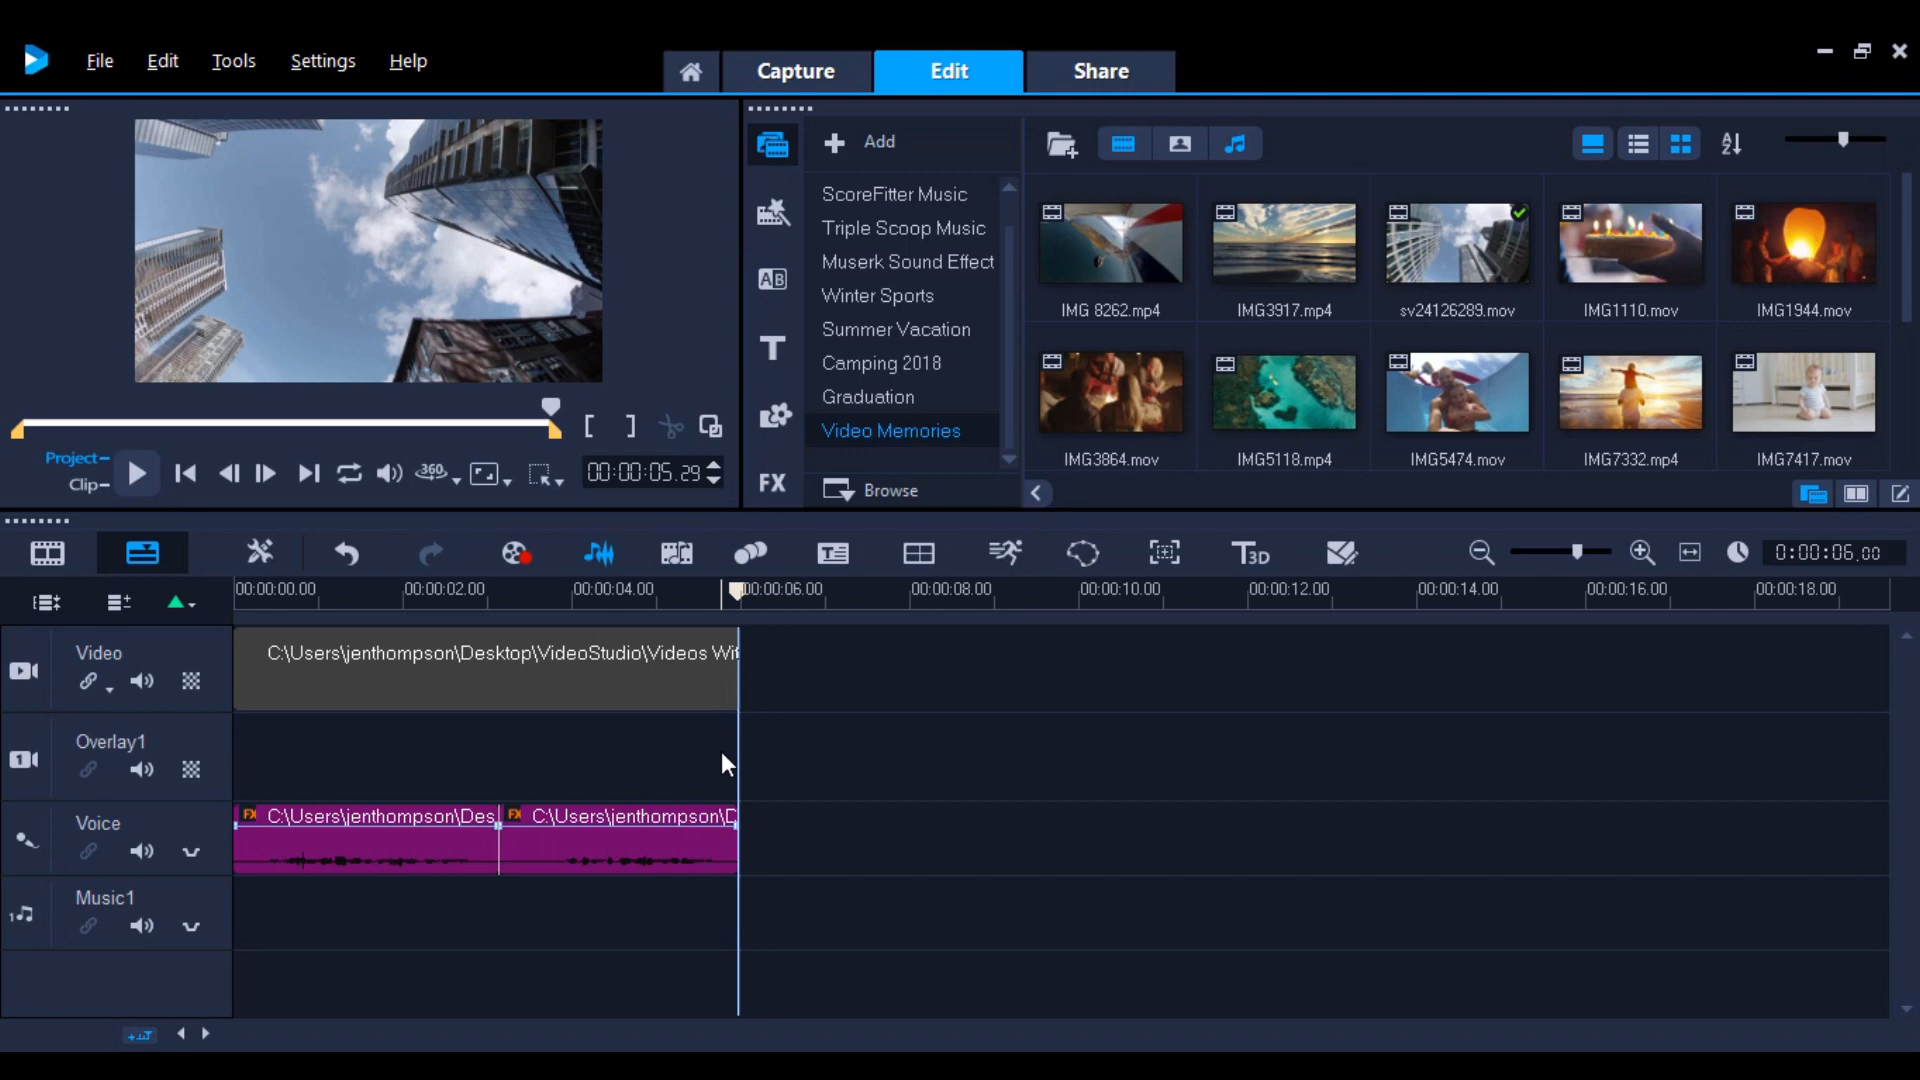 File Edit Tools Settings Help
Capture Edit Share
Add
ScoreFitter Music
Triple Scoop Music
Muserk Sound Effect
Winter Sports
Summer Vacation
Camping 2018
Graduation
Video Memories
Browse
AB
T
FX
IMG 8262.mp4 IMG3917.mp4 sv24126289.mov IMG1110.mov IMG1944.mov
IMG3864.mov IMG5118.mp4 IMG5474.mov IMG7332.mp4 IMG7417.mov
Project
Clip
360
00:00:05.29
T3D
0:00:06.00
00:00:00.00 00:00:02.00 00:00:04.00 00:00:06.00 00:00:08.00 00:00:10.00 00:00:12.00 00:00:14.00 00:00:16.00 00:00:18.00
Video
C:\Users\jenthompson\Desktop\VideoStudio\Videos Wit
1
Overlay1
Voice
FX C:\Users\jenthompson\Des FX C:\Users\jenthompson\D
1
Music1